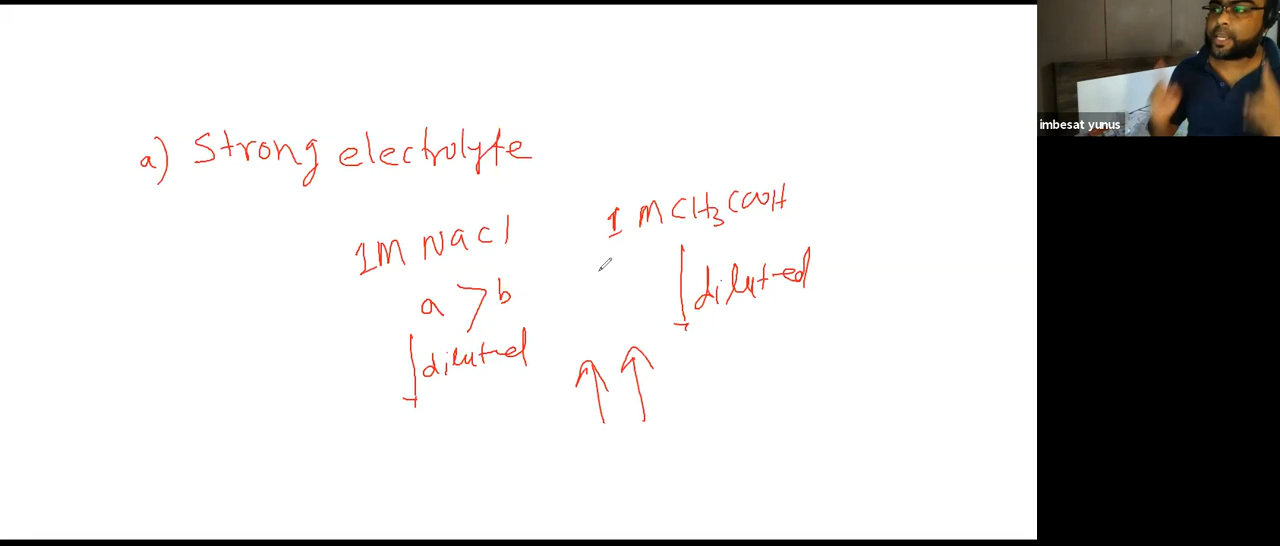 a) Strong electrolyte
1M NaCl
a > b
diluted
1 M CH3COOH
diluted
imbesat yunus